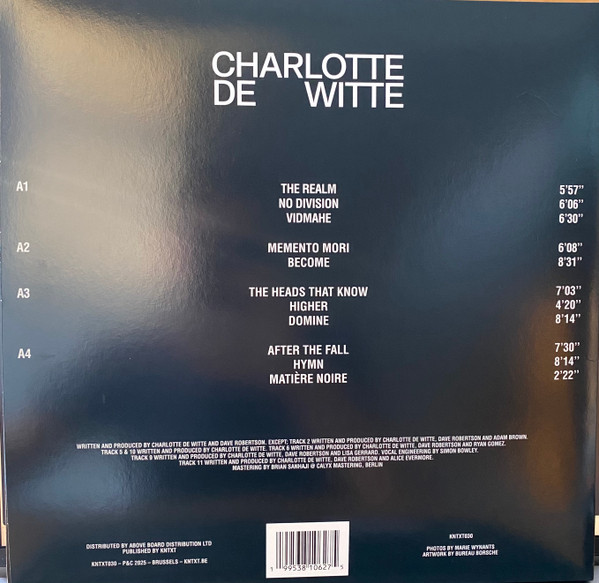 CHARLOTTE
DE WITTE
A1 THE REALM 5'57"
NO DIVISION 6'06"
VIDMAHE 6'30"
A2 MEMENTO MORI 6'08"
BECOME 8'31"
A3 THE HEADS THAT KNOW 7'03"
HIGHER 4'20"
DOMINE 8'14"
A4 AFTER THE FALL 7'30"
HYMN 8'14"
MATIÈRE NOIRE 2'22"
WRITTEN AND PRODUCED BY CHARLOTTE DE WITTE AND DAVE ROBERTSON. EXCEPT: TRACK 2 WRITTEN AND PRODUCED BY CHARLOTTE DE WITTE, DAVE ROBERTSON AND ADAM BROWN.
TRACK 5 & 10 WRITTEN AND PRODUCED BY CHARLOTTE DE WITTE. TRACK 6 WRITTEN AND PRODUCED BY CHARLOTTE DE WITTE, DAVE ROBERTSON AND RYAN GOMEZ.
TRACK 9 WRITTEN AND PRODUCED BY CHARLOTTE DE WITTE, DAVE ROBERTSON AND LISA GERRARD. VOCAL ENGINEERING BY SIMON BOWLEY.
TRACK 11 WRITTEN AND PRODUCED BY CHARLOTTE DE WITTE, DAVE ROBERTSON AND ALICE EVERMORE.
MASTERING BY BRIAN SANHAJI @ CALYX MASTERING, BERLIN
DISTRIBUTED BY ABOVE BOARD DISTRIBUTION LTD
PUBLISHED BY KNTXT
KNTXT030 – P&C 2025 – BRUSSELS – KNTXT.BE
1 99538 10627 5
KNTXT030
PHOTOS BY MARIE WYNANTS
ARTWORK BY BUREAU BORSCHE